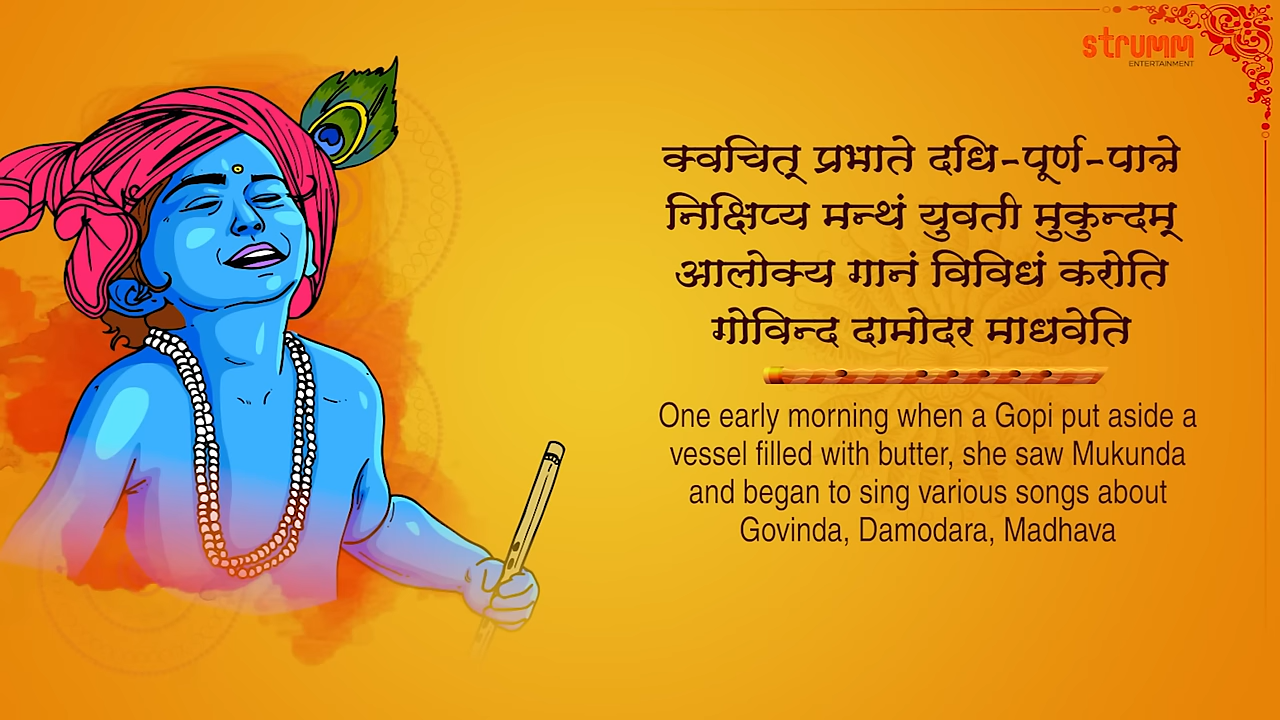 strumm
ENTERTAINMENT
क्वचित् प्रभाते दधि-पूर्ण-पात्रे
निक्षिप्य मन्थं युवती मुकुन्दम्
आलोक्य गानं विविधं करोति
गोविन्द दामोदर माधवेति
One early morning when a Gopi put aside a
vessel filled with butter, she saw Mukunda
and began to sing various songs about
Govinda, Damodara, Madhava